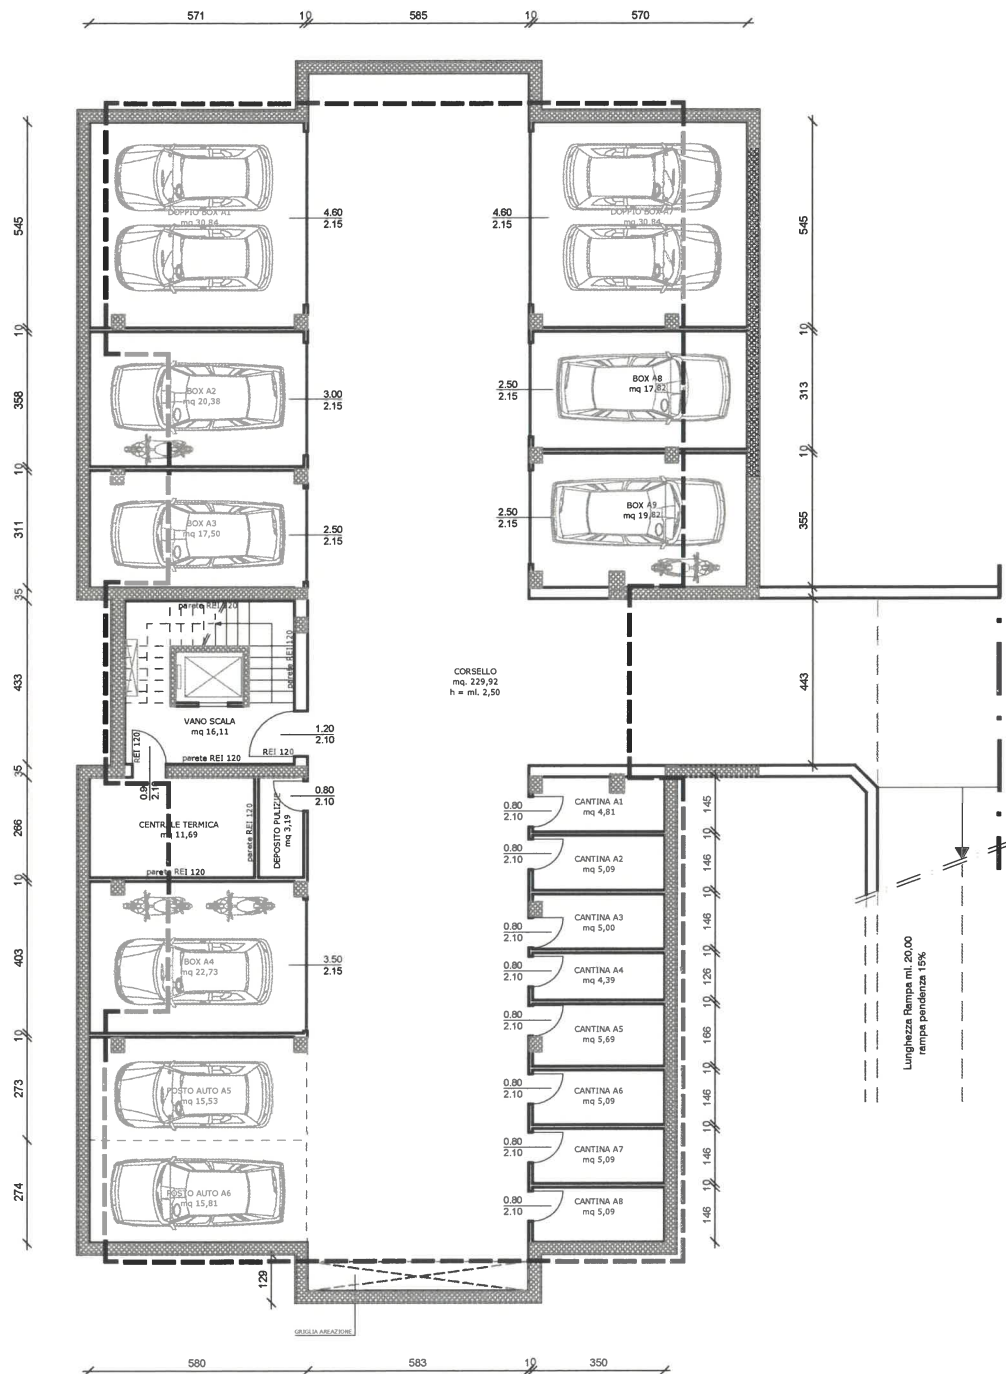 571
10
585
10
570
545
10
358
10
311
35
433
35
266
10
403
10
273
274
DOPPIO BOX A1
mq 30,84
4.60
2.15
BOX A2
mq 20,38
3.00
2.15
BOX A3
mq 17,50
2.50
2.15
4.60
2.15
DOPPIO BOX A7
mq 30,84
2.50
2.15
BOX A8
mq 17,82
2.50
2.15
BOX A9
mq 19,82
545
10
313
10
355
443
parete REI 120
parete REI 120
VANO SCALA
mq 16,11
REI 120
parete REI 120
REI 120
1.20
2.10
CORSELLO
mq. 229,92
h = ml. 2,50
2.10
CENTRALE TERMICA
mq 11,69
parete REI 120
parete REI 120
DEPOSITO PULIZIE
mq 3,19
0.80
2.10
BOX A4
mq 22,73
3.50
2.15
POSTO AUTO A5
mq 15,53
POSTO AUTO A6
mq 15,81
0.80
2.10
CANTINA A1
mq 4,81
145
10
0.80
2.10
CANTINA A2
mq 5,09
146
10
0.80
2.10
CANTINA A3
mq 5,00
146
10
0.80
2.10
CANTINA A4
mq 4,39
126
10
0.80
2.10
CANTINA A5
mq 5,69
166
10
0.80
2.10
CANTINA A6
mq 5,09
146
10
0.80
2.10
CANTINA A7
mq 5,09
146
10
0.80
2.10
CANTINA A8
mq 5,09
146
Lunghezza Rampa ml. 20,00
rampa pendenza 15%
129
GRIGLIA AREAZIONE
580
583
10
350